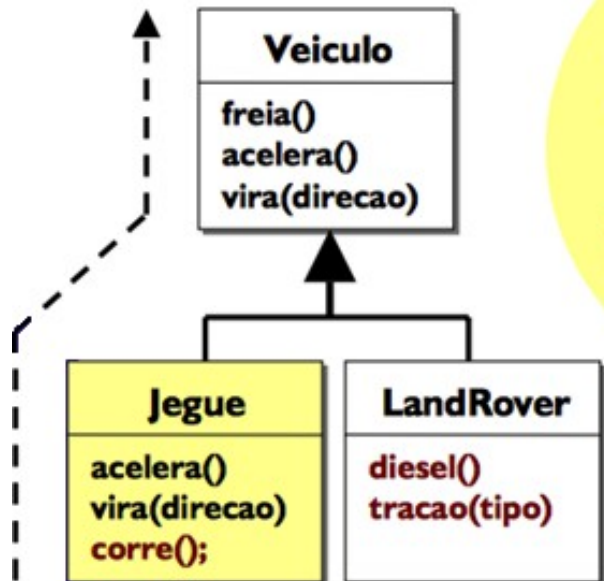 Veiculo
freia()
acelera()
vira(direcao)
Jegue
acelera()
vira(direcao)
corre();
LandRover
diesel()
tracao(tipo)